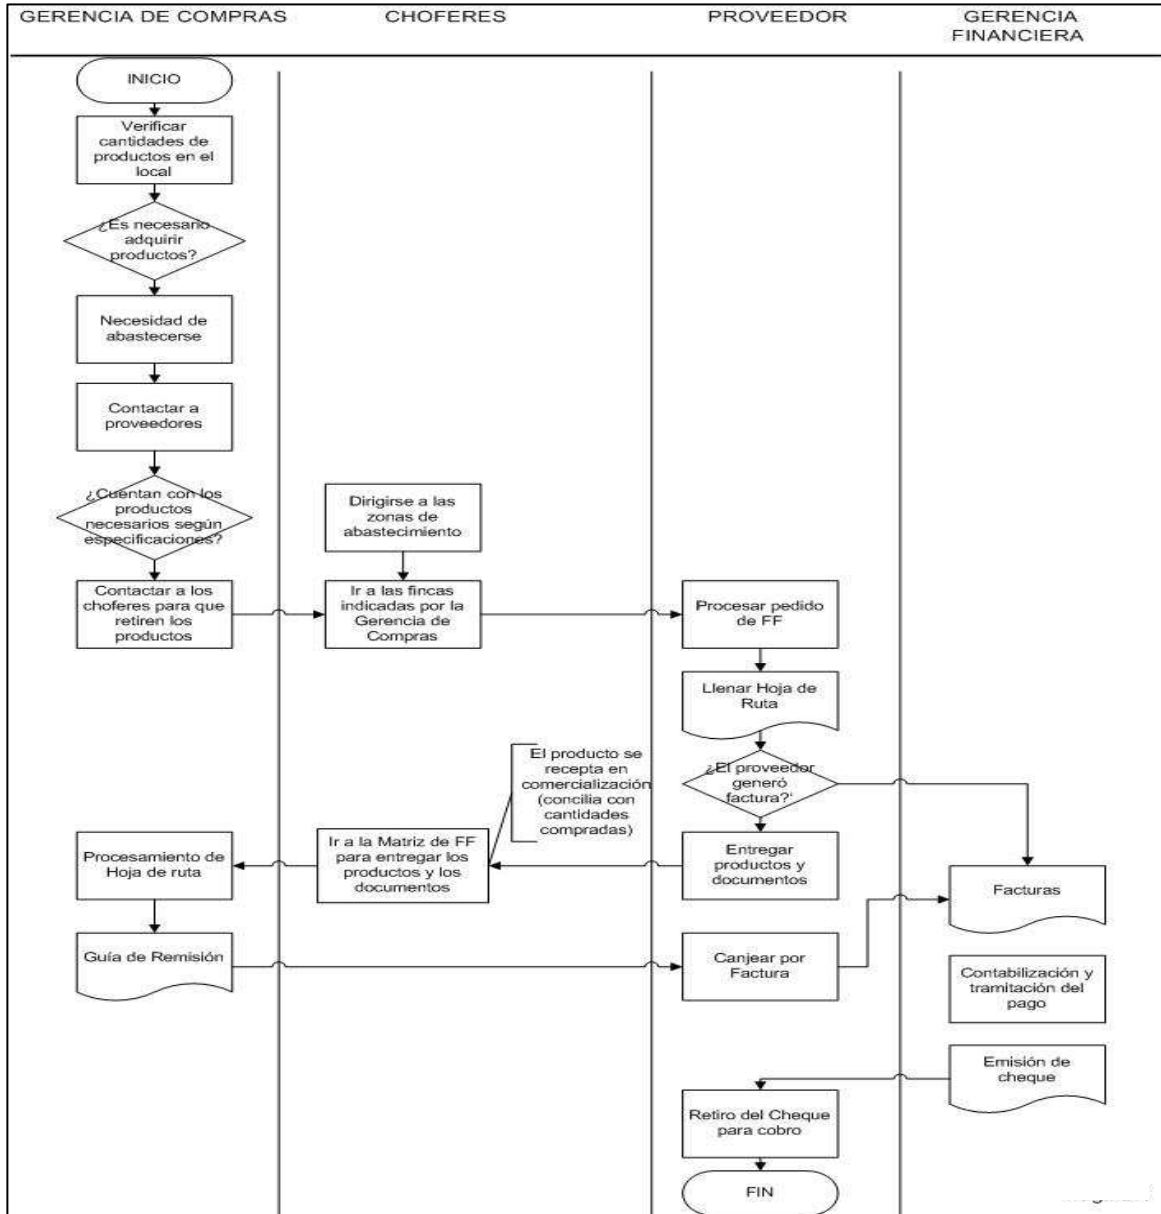 GERENCIA DE COMPRAS
CHOFERES
PROVEEDOR
GERENCIA
FINANCIERA
INICIO
Verificar
cantidades de
productos en el
local
¿Es necesario
adquirir
productos?
Necesidad de
abastecerse
Contactar a
proveedores
¿Cuentan con los
productos
necesarios según
especificaciones?
Dirigirse a las
zonas de
abastecimiento
Contactar a los
choferes para que
retiren los
productos
Ir a las fincas
indicadas por la
Gerencia de
Compras
Procesar pedido
de FF
Llenar Hoja de
Ruta
El producto se
recepta en
comercialización
(concilia con
cantidades
compradas)
¿El proveedor
generó
factura?'
Procesamiento de
Hoja de ruta
Ir a la Matriz de FF
para entregar los
productos y los
documentos
Entregar
productos y
documentos
Facturas
Guía de Remisión
Canjear por
Factura
Contabilización y
tramitación del
pago
Emisión de
cheque
Retiro del Cheque
para cobro
FIN